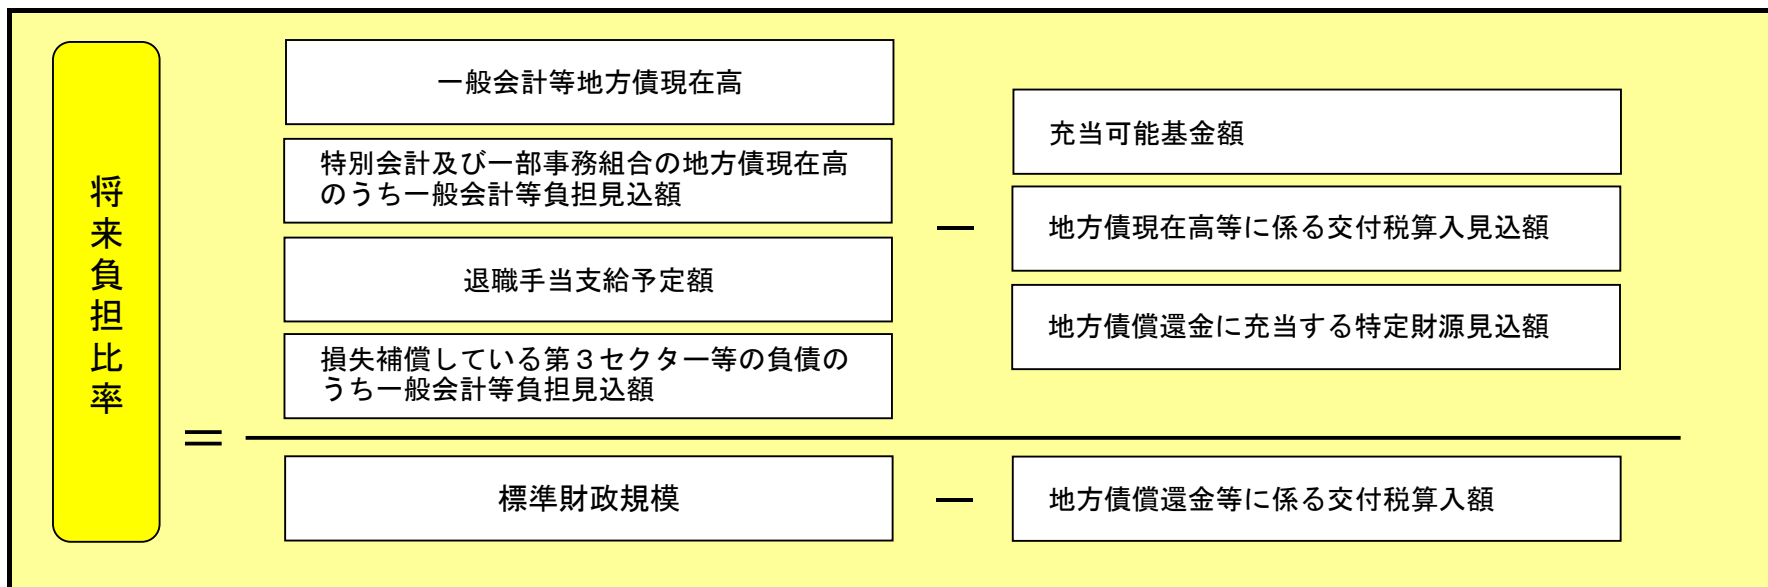 将来負担比率
＝
一般会計等地方債現在高
特別会計及び一部事務組合の地方債現在高
のうち一般会計等負担見込額
退職手当支給予定額
損失補償している第３セクター等の負債の
うち一般会計等負担見込額
－
充当可能基金額
地方債現在高等に係る交付税算入見込額
地方債償還金に充当する特定財源見込額
標準財政規模
－
地方債償還金等に係る交付税算入額